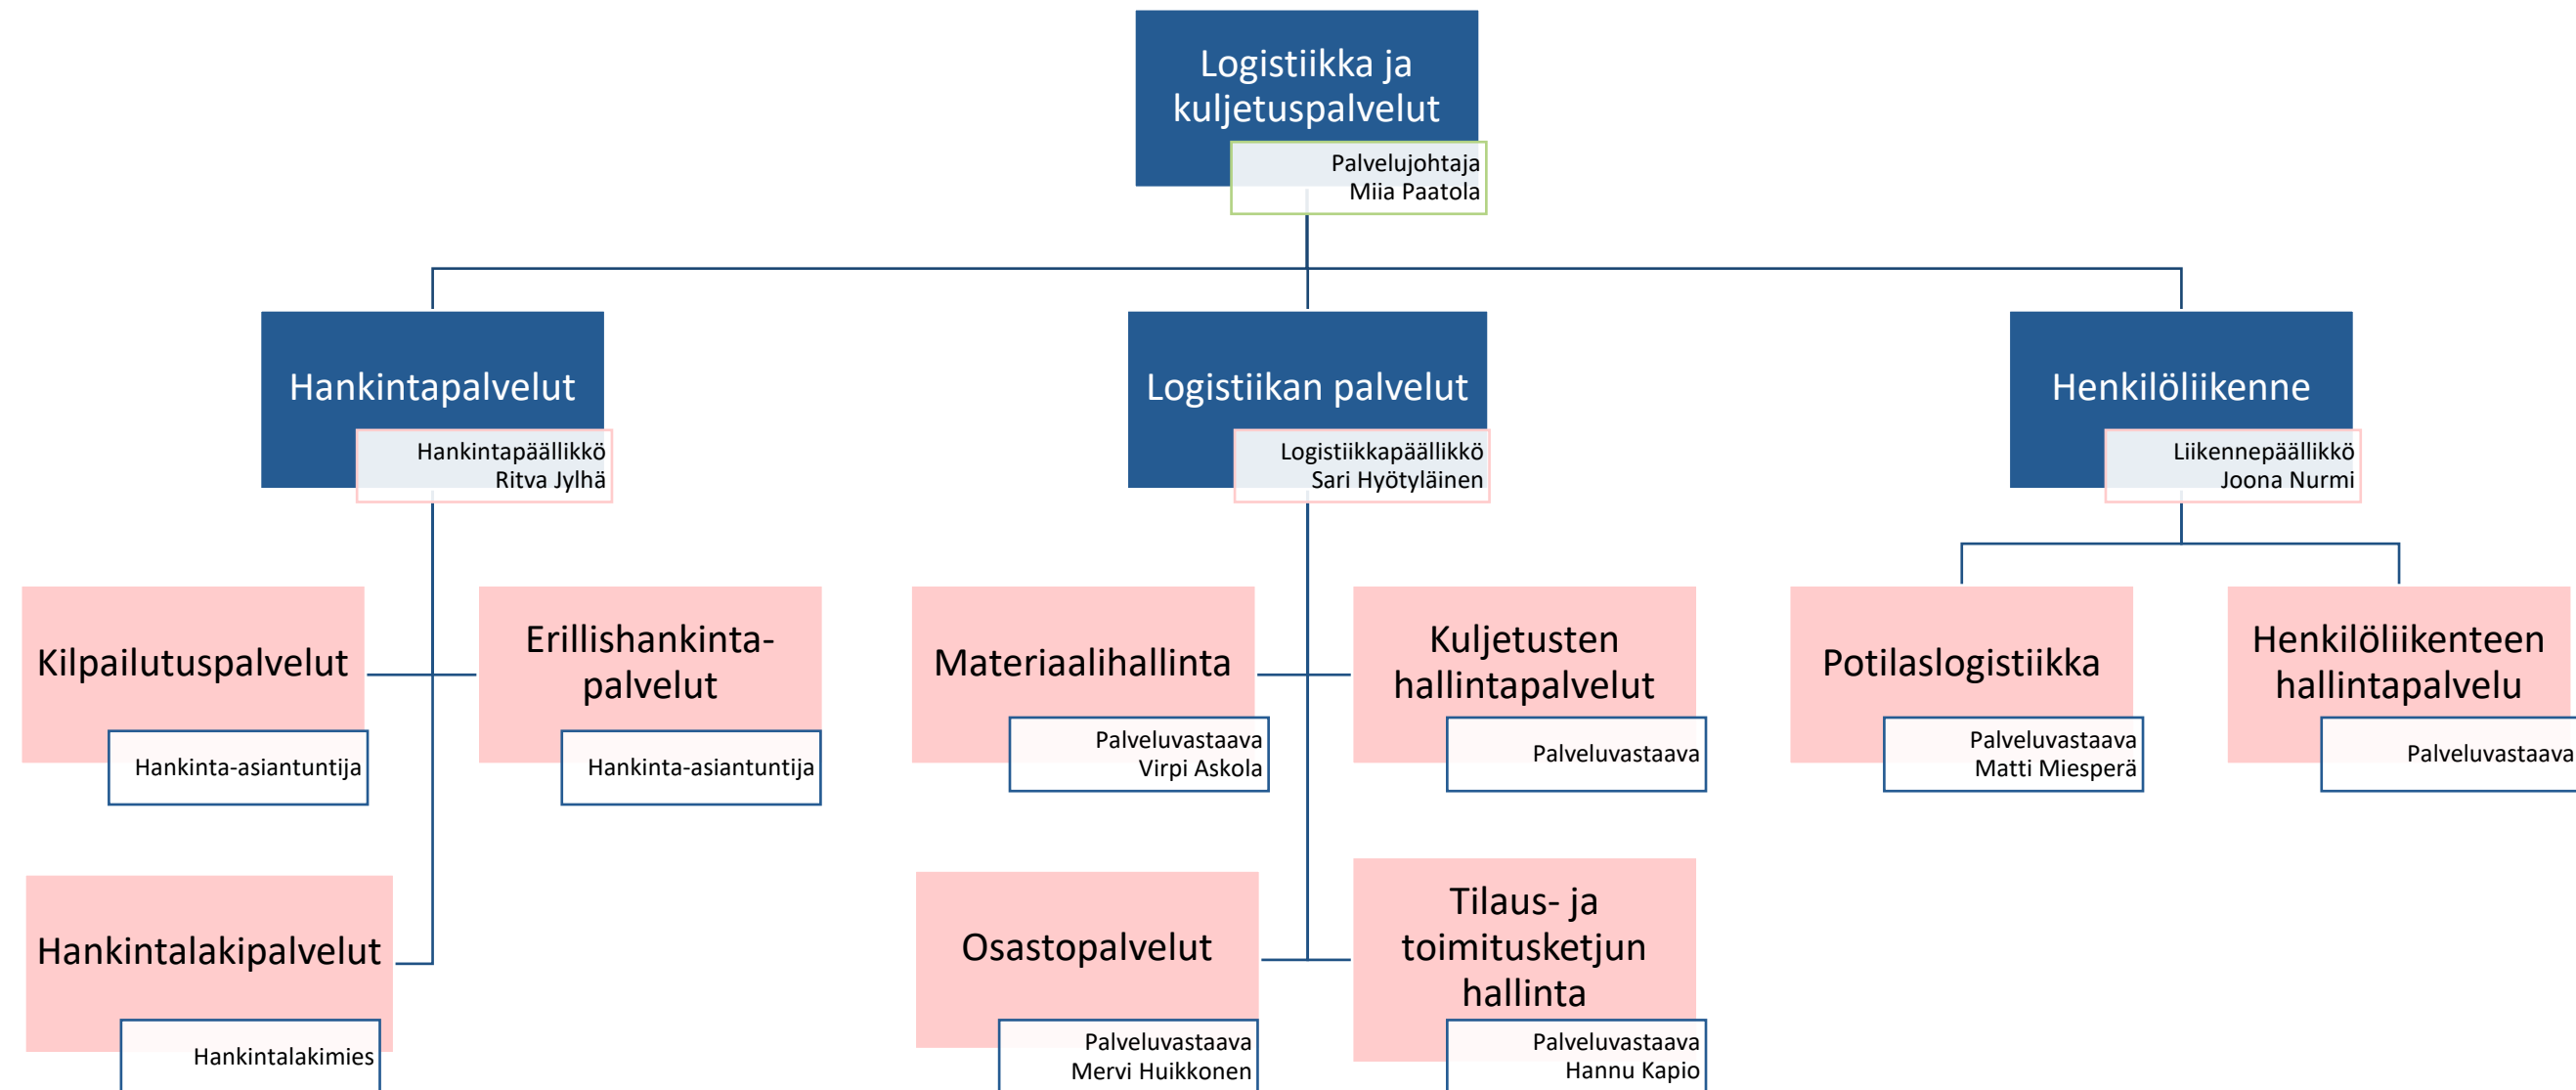 Logistiikka ja
kuljetuspalvelut
Palvelujohtaja
Miia Paatola
Hankintapalvelut
Hankintapäällikkö
Ritva Jylhä
Logistiikan palvelut
Logistiikkapäällikkö
Sari Hyötyläinen
Henkilöliikenne
Liikennepäällikkö
Joona Nurmi
Kilpailutuspalvelut
Hankinta-asiantuntija
Erillishankinta-
palvelut
Hankinta-asiantuntija
Materiaalihallinta
Palveluvastaava
Virpi Askola
Kuljetusten
hallintapalvelut
Palveluvastaava
Potilaslogistiikka
Palveluvastaava
Matti Miesperä
Henkilöliikenteen
hallintapalvelu
Palveluvastaava
Hankintalakipalvelut
Hankintalakimies
Osastopalvelut
Palveluvastaava
Mervi Huikkonen
Tilaus- ja
toimitusketjun
hallinta
Palveluvastaava
Hannu Kapio